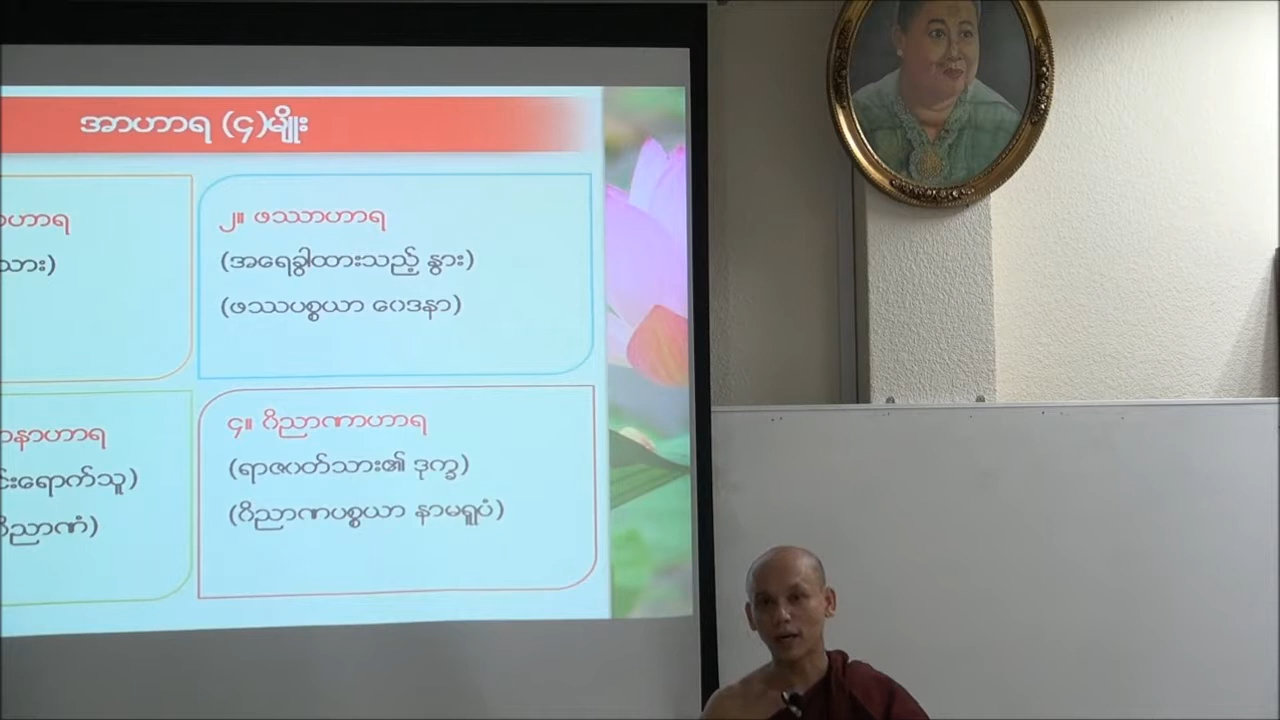 အာဟာရ (၄)မျိုး
ာဟာရ
သား)
၂။ ဖဿာဟာရ
(အရေခွါထားသည့် နွား)
(ဖဿပစ္စယာ ဝေဒနာ)
နာဟာရ
းရောက်သူ)
ဝိညာဏံ)
၄။ ဝိညာဏာဟာရ
(ရာဇဝတ်သား၏ ဒုက္ခ)
(ဝိညာဏပစ္စယာ နာမရူပံ)